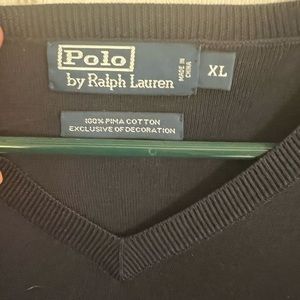 Polo
by Ralph Lauren
MADE IN
CHINA
XL
100% PIMA COTTON
EXCLUSIVE OF DECORATION